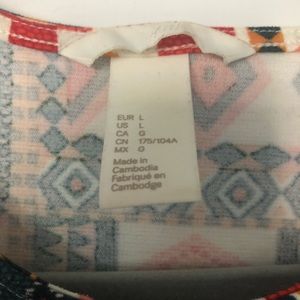 EUR L
US L
CA G
CN 175/104A
MX G
Made in
Cambodia
Fabriqué en
Cambodge